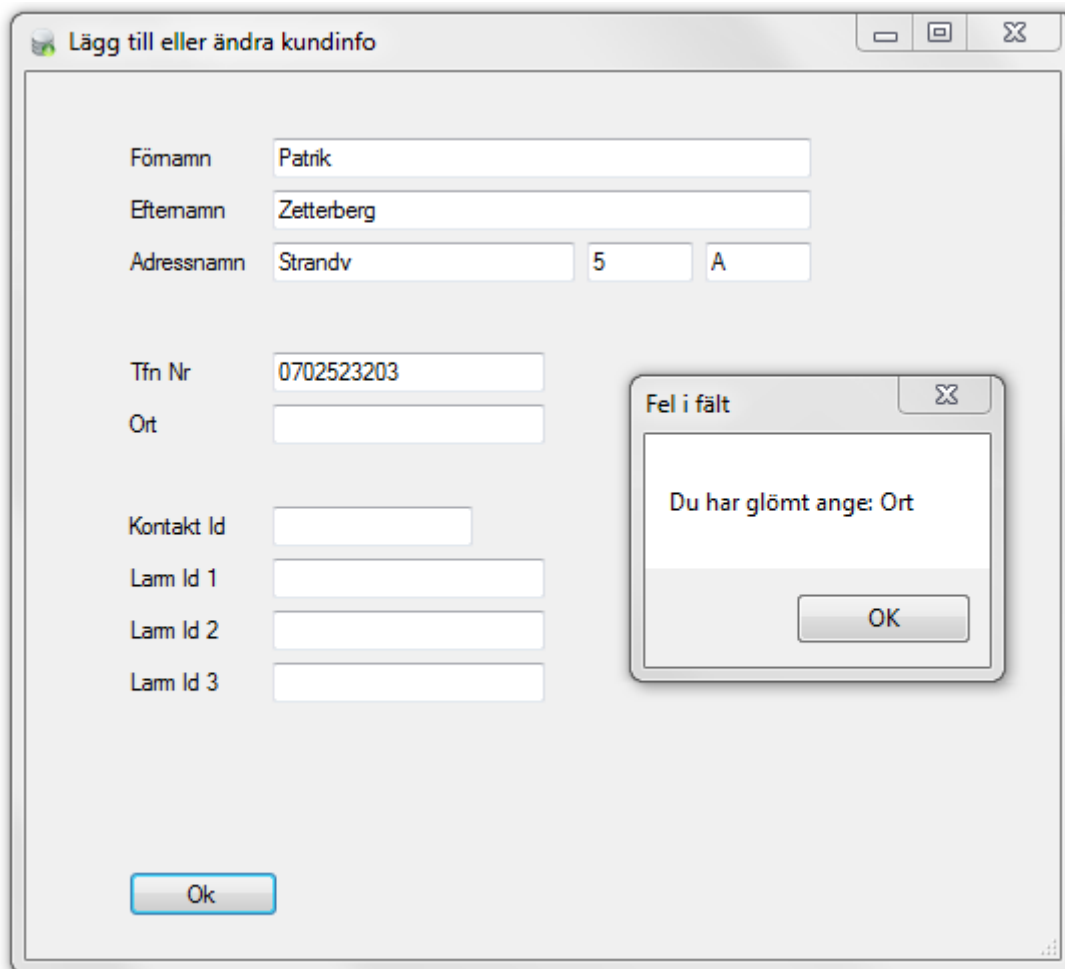 Lägg till eller ändra kundinfo
Förnamn Patrik
Efternamn Zetterberg
Adressnamn Strandv 5 A
Tfn Nr 0702523203
Ort
Fel i fält
Du har glömt ange: Ort
OK
Kontakt Id
Larm Id 1
Larm Id 2
Larm Id 3
Ok